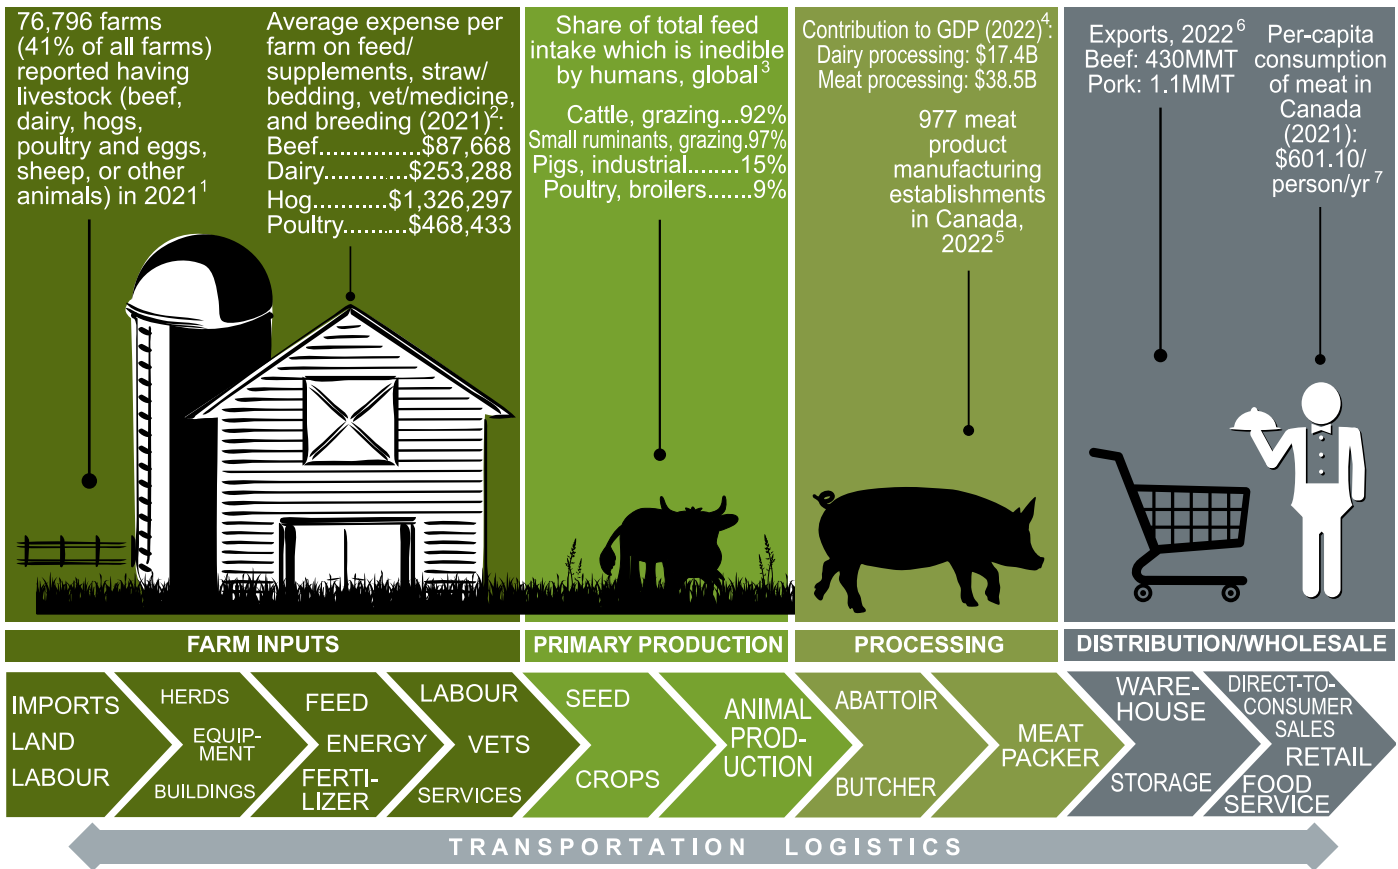 76,796 farms
(41% of all farms)
reported having
livestock (beef,
dairy, hogs,
poultry and eggs,
sheep, or other
animals) in 2021¹
Average expense per
farm on feed/
supplements, straw/
bedding, vet/medicine,
and breeding (2021)²:
Beef..............$87,668
Dairy...........$253,288
Hog..........$1,326,297
Poultry.........$468,433
Share of total feed
intake which is inedible
by humans, global³
Cattle, grazing...92%
Small ruminants, grazing.97%
Pigs, industrial.......15%
Poultry, broilers.......9%
Contribution to GDP (2022)⁴:
Dairy processing: $17.4B
Meat processing: $38.5B
977 meat
product
manufacturing
establishments
in Canada,
2022⁵
Exports, 2022⁶
Beef: 430MMT
Pork: 1.1MMT
Per-capita
consumption
of meat in
Canada
(2021):
$601.10/
person/yr⁷
FARM INPUTS
PRIMARY PRODUCTION
PROCESSING
DISTRIBUTION/WHOLESALE
IMPORTS
LAND
LABOUR
HERDS
EQUIP-
MENT
BUILDINGS
FEED
ENERGY
FERTI-
LIZER
LABOUR
VETS
SERVICES
SEED
CROPS
ANIMAL
PROD-
UCTION
ABATTOIR
BUTCHER
MEAT
PACKER
WARE-
HOUSE
STORAGE
DIRECT-TO-
CONSUMER
SALES
RETAIL
FOOD
SERVICE
TRANSPORTATION LOGISTICS